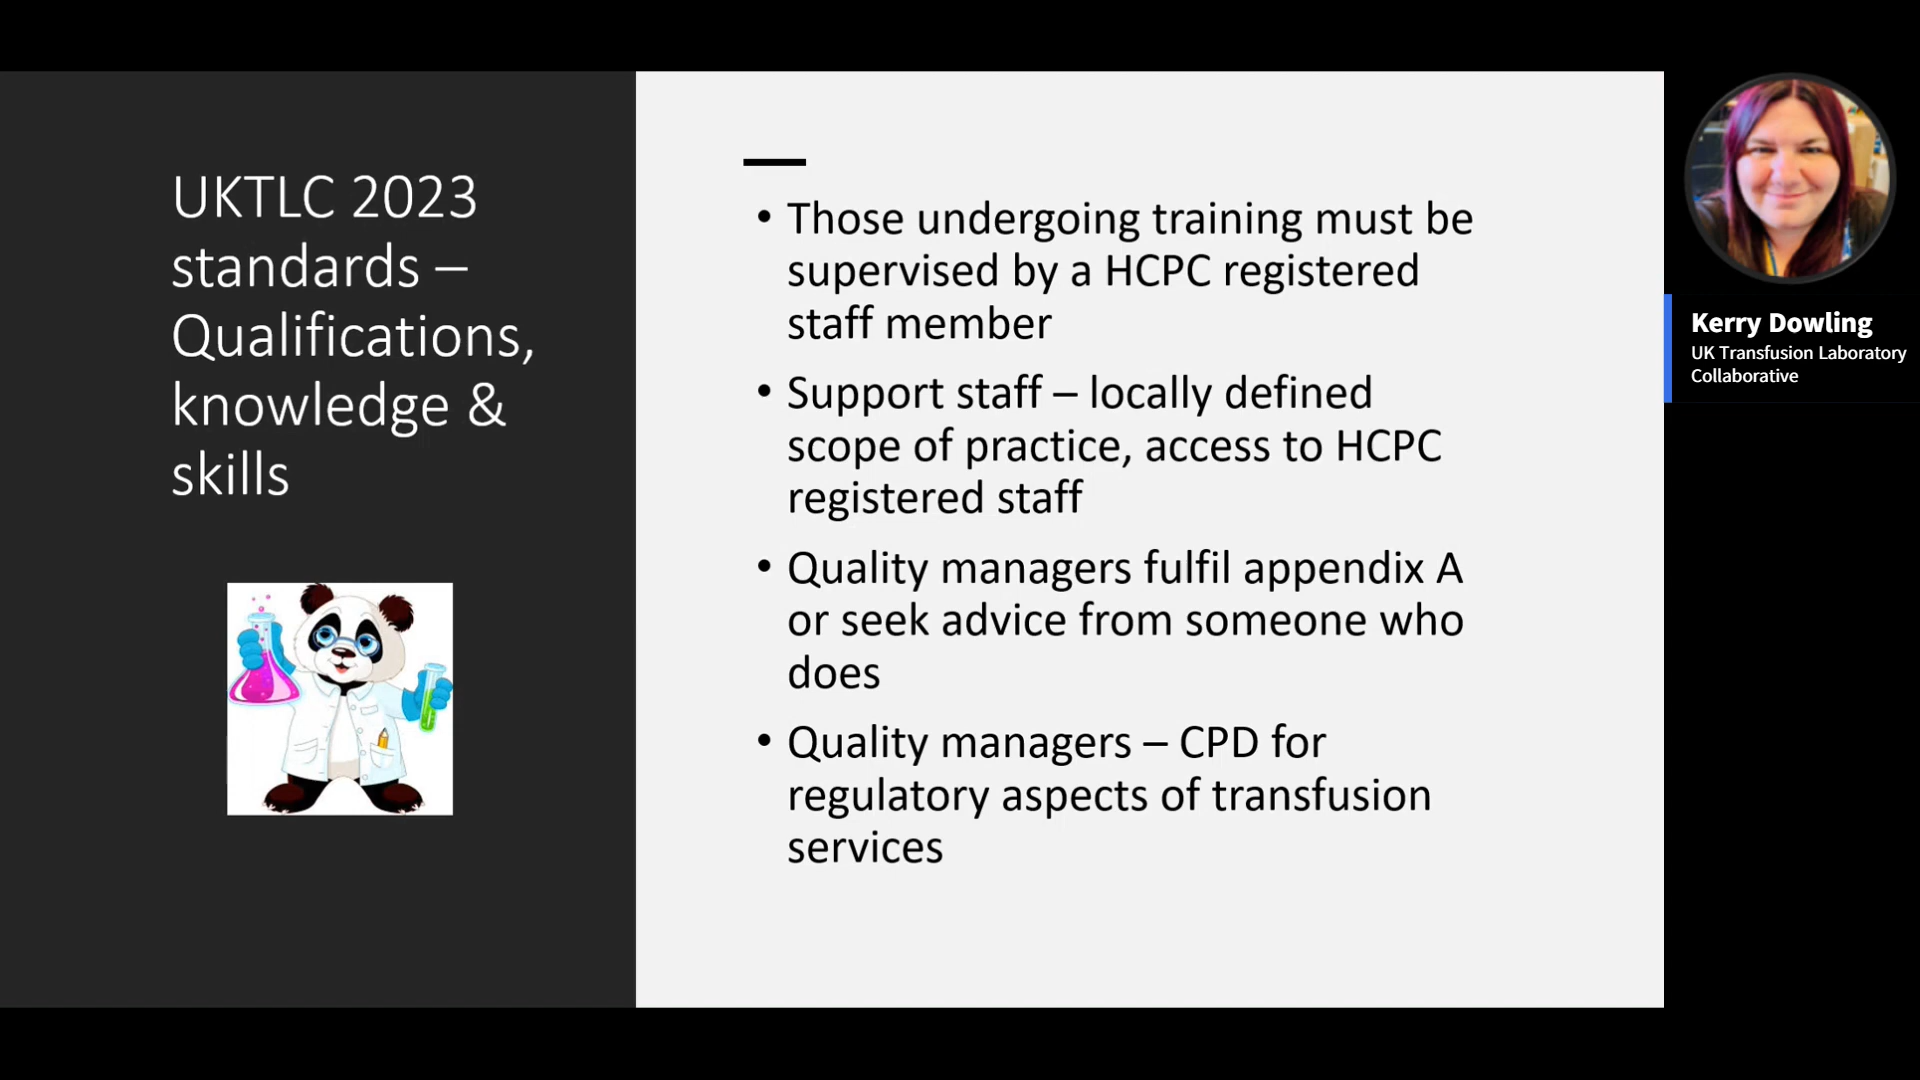 UKTLC 2023
standards –
Qualifications,
knowledge &
skills
• Those undergoing training must be
supervised by a HCPC registered
staff member
• Support staff – locally defined
scope of practice, access to HCPC
registered staff
• Quality managers fulfil appendix A
or seek advice from someone who
does
• Quality managers – CPD for
regulatory aspects of transfusion
services
Kerry Dowling
UK Transfusion Laboratory
Collaborative